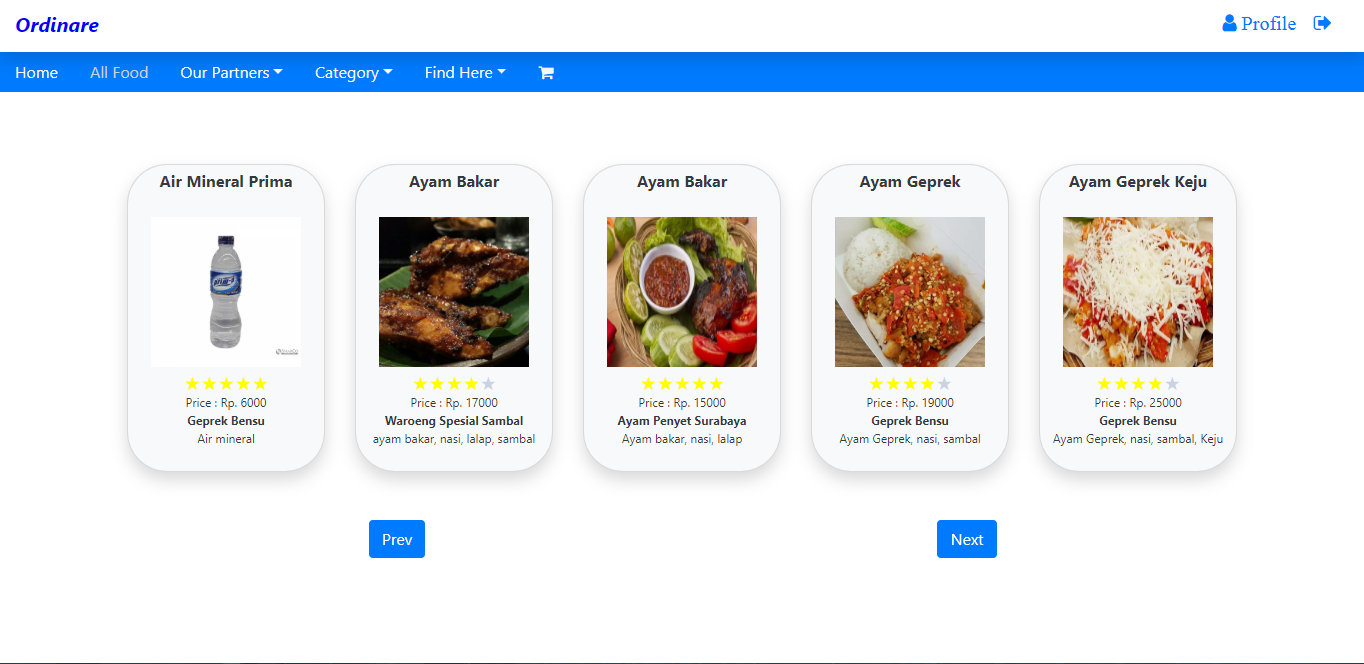 Ordinare
Profile
Home
All Food
Our Partners
Category
Find Here
Air Mineral Prima
Price : Rp. 6000
Geprek Bensu
Air mineral
Ayam Bakar
Price : Rp. 17000
Waroeng Spesial Sambal
ayam bakar, nasi, lalap, sambal
Ayam Bakar
Price : Rp. 15000
Ayam Penyet Surabaya
Ayam bakar, nasi, lalap
Ayam Geprek
Price : Rp. 19000
Geprek Bensu
Ayam Geprek, nasi, sambal
Ayam Geprek Keju
Price : Rp. 25000
Geprek Bensu
Ayam Geprek, nasi, sambal, Keju
Prev
Next